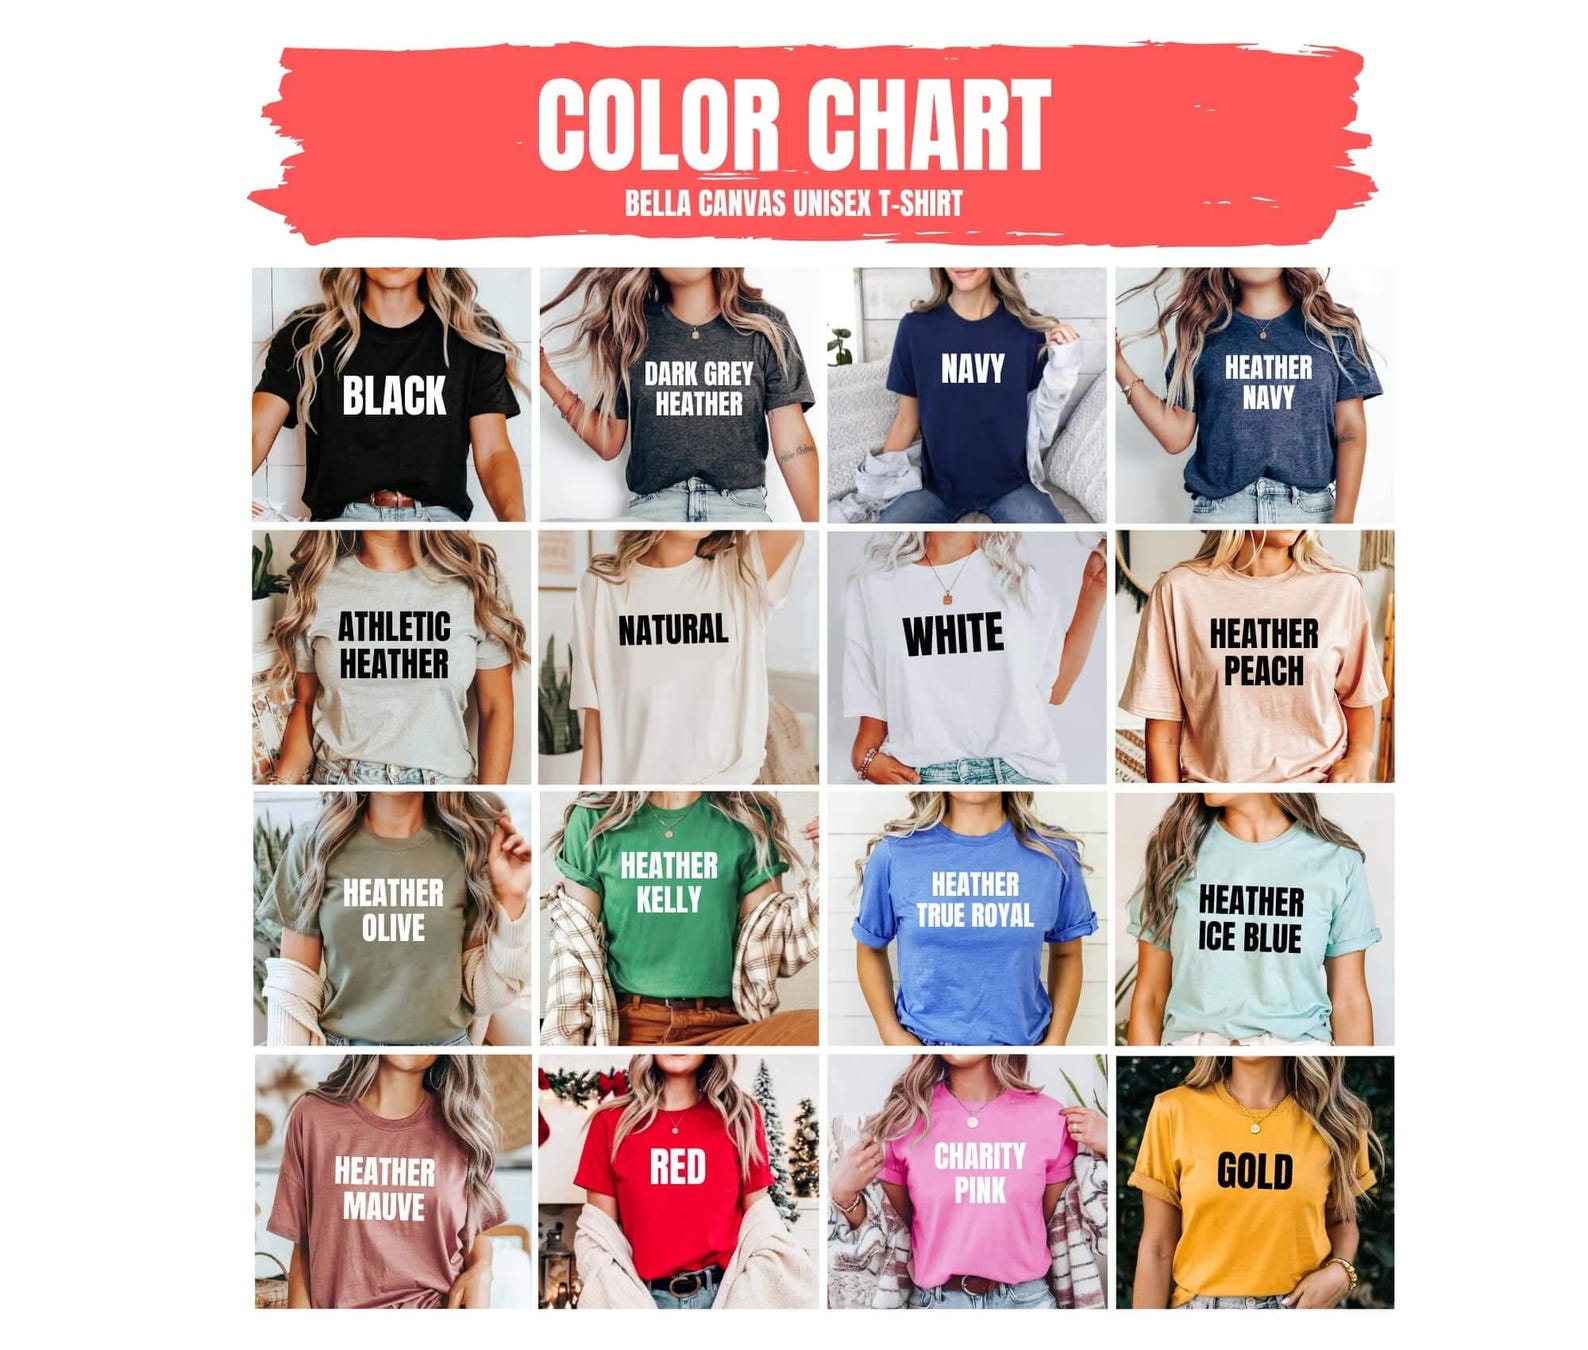 COLOR CHART
BELLA CANVAS UNISEX T-SHIRT
BLACK
DARK GREY
HEATHER
NAVY
HEATHER
NAVY
ATHLETIC
HEATHER
NATURAL
WHITE
HEATHER
PEACH
HEATHER
OLIVE
HEATHER
KELLY
HEATHER
TRUE ROYAL
HEATHER
ICE BLUE
HEATHER
MAUVE
RED
CHARITY
PINK
GOLD